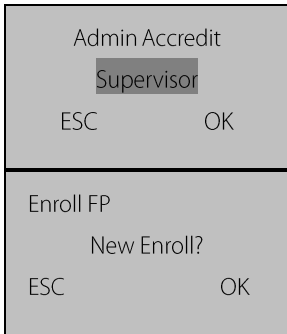 Admin Accredit
Supervisor
ESC OK
Enroll FP
New Enroll?
ESC OK